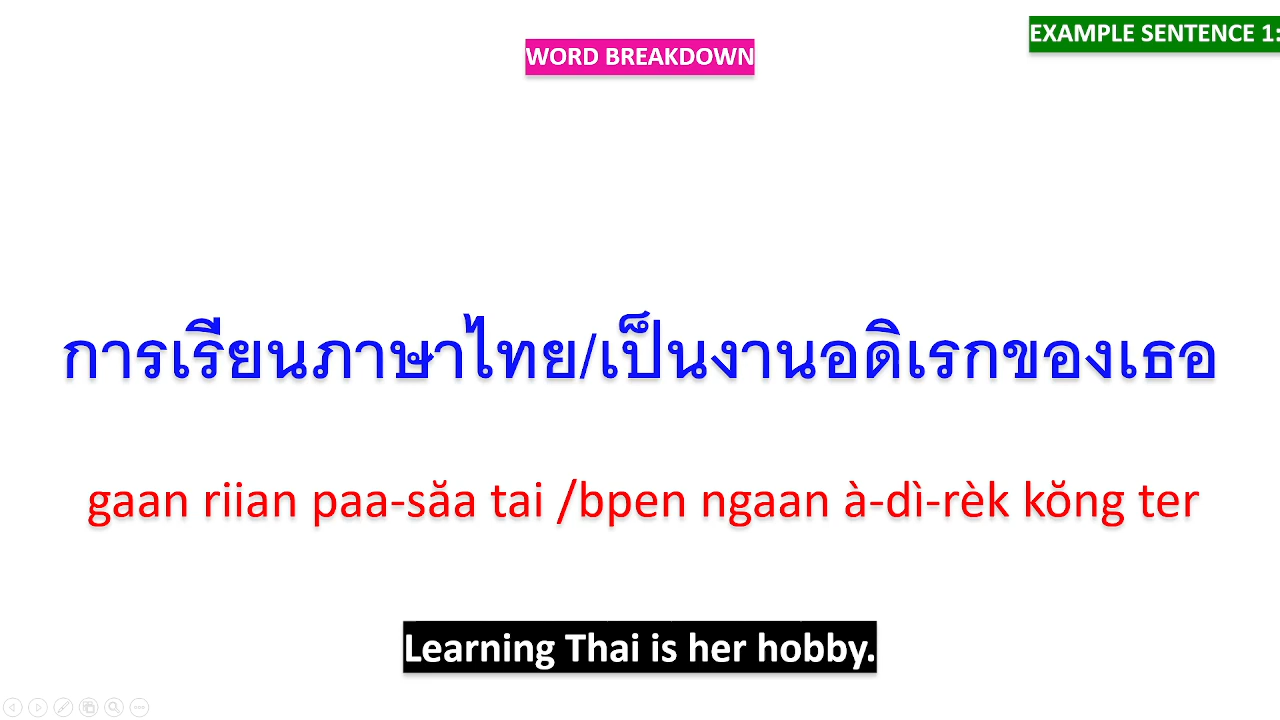 EXAMPLE SENTENCE 1:
WORD BREAKDOWN
การเรียนภาษาไทย/เป็นงานอดิเรกของเธอ
gaan riian paa-săa tai /bpen ngaan à-dì-rèk kŏng ter
Learning Thai is her hobby.